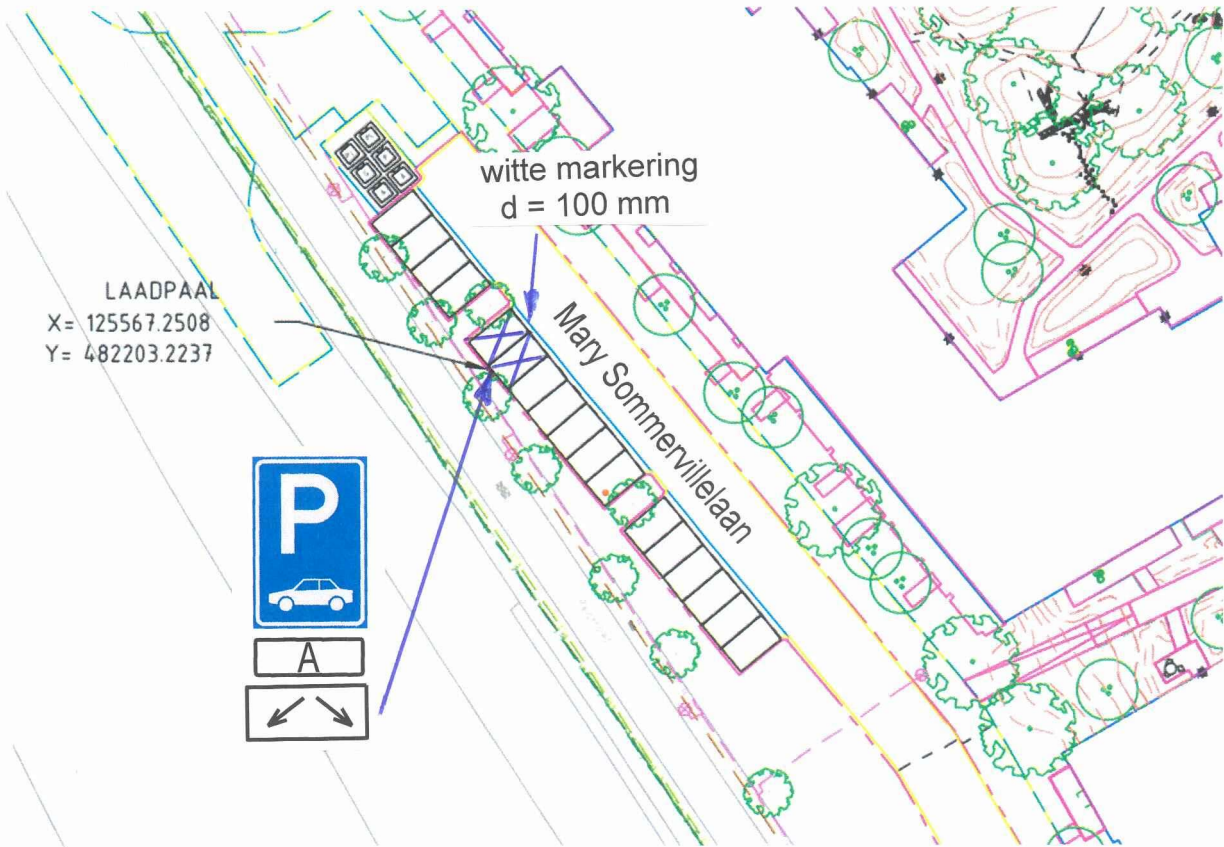 witte markering
d = 100 mm
LAADPAAL
X= 125567.2508
Y= 482203.2237
Mary Sommervillelaan
P
A